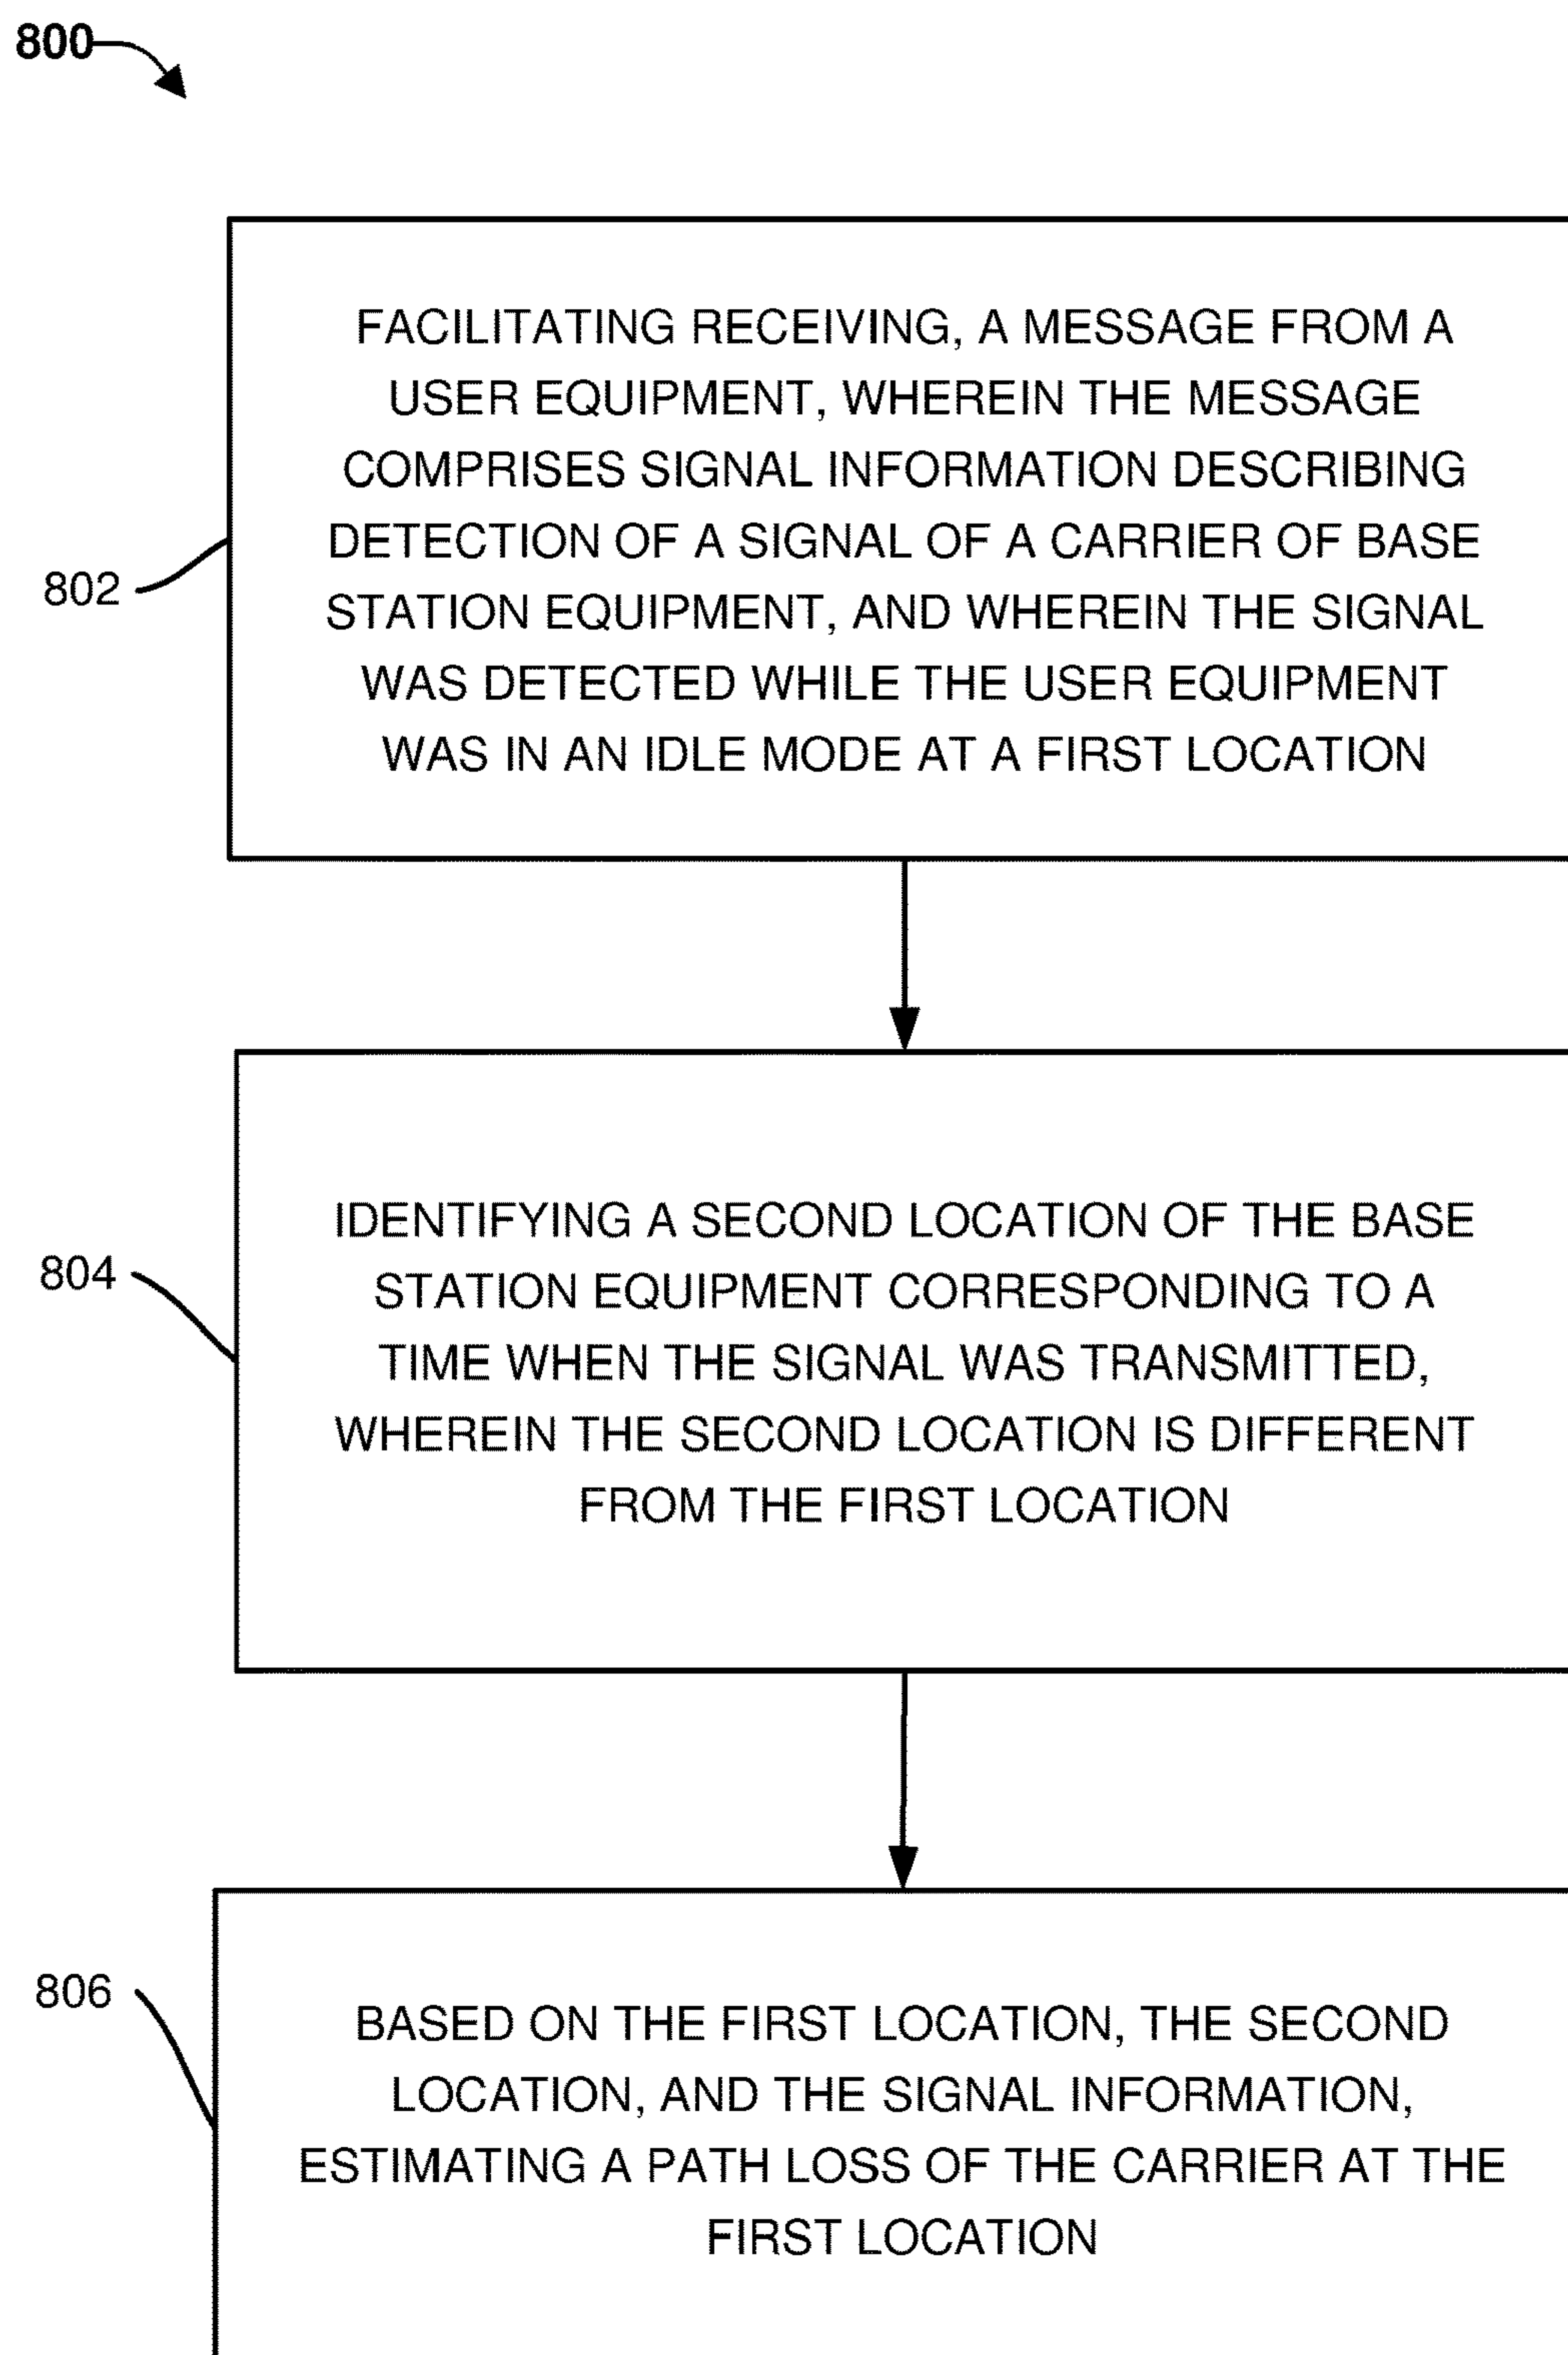 800
FACILITATING RECEIVING, A MESSAGE FROM A
USER EQUIPMENT, WHEREIN THE MESSAGE
COMPRISES SIGNAL INFORMATION DESCRIBING
DETECTION OF A SIGNAL OF A CARRIER OF BASE
STATION EQUIPMENT, AND WHEREIN THE SIGNAL
WAS DETECTED WHILE THE USER EQUIPMENT
WAS IN AN IDLE MODE AT A FIRST LOCATION
802
IDENTIFYING A SECOND LOCATION OF THE BASE
STATION EQUIPMENT CORRESPONDING TO A
TIME WHEN THE SIGNAL WAS TRANSMITTED,
WHEREIN THE SECOND LOCATION IS DIFFERENT
FROM THE FIRST LOCATION
804
BASED ON THE FIRST LOCATION, THE SECOND
LOCATION, AND THE SIGNAL INFORMATION,
ESTIMATING A PATH LOSS OF THE CARRIER AT THE
FIRST LOCATION
806